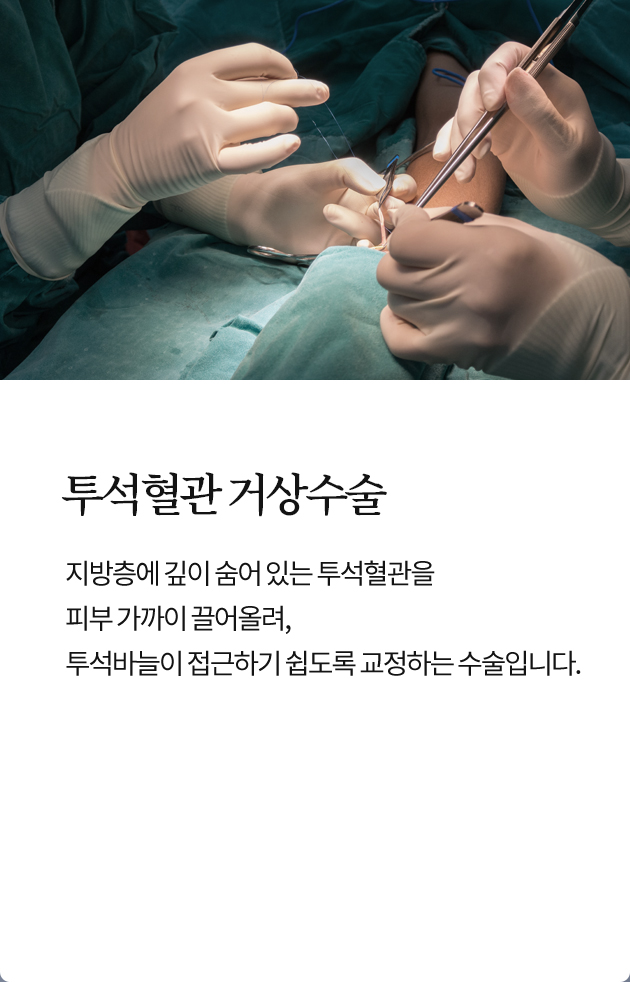 투석혈관 거상수술
지방층에 깊이 숨어 있는 투석혈관을
피부 가까이 끌어올려,
투석바늘이 접근하기 쉽도록 교정하는 수술입니다.